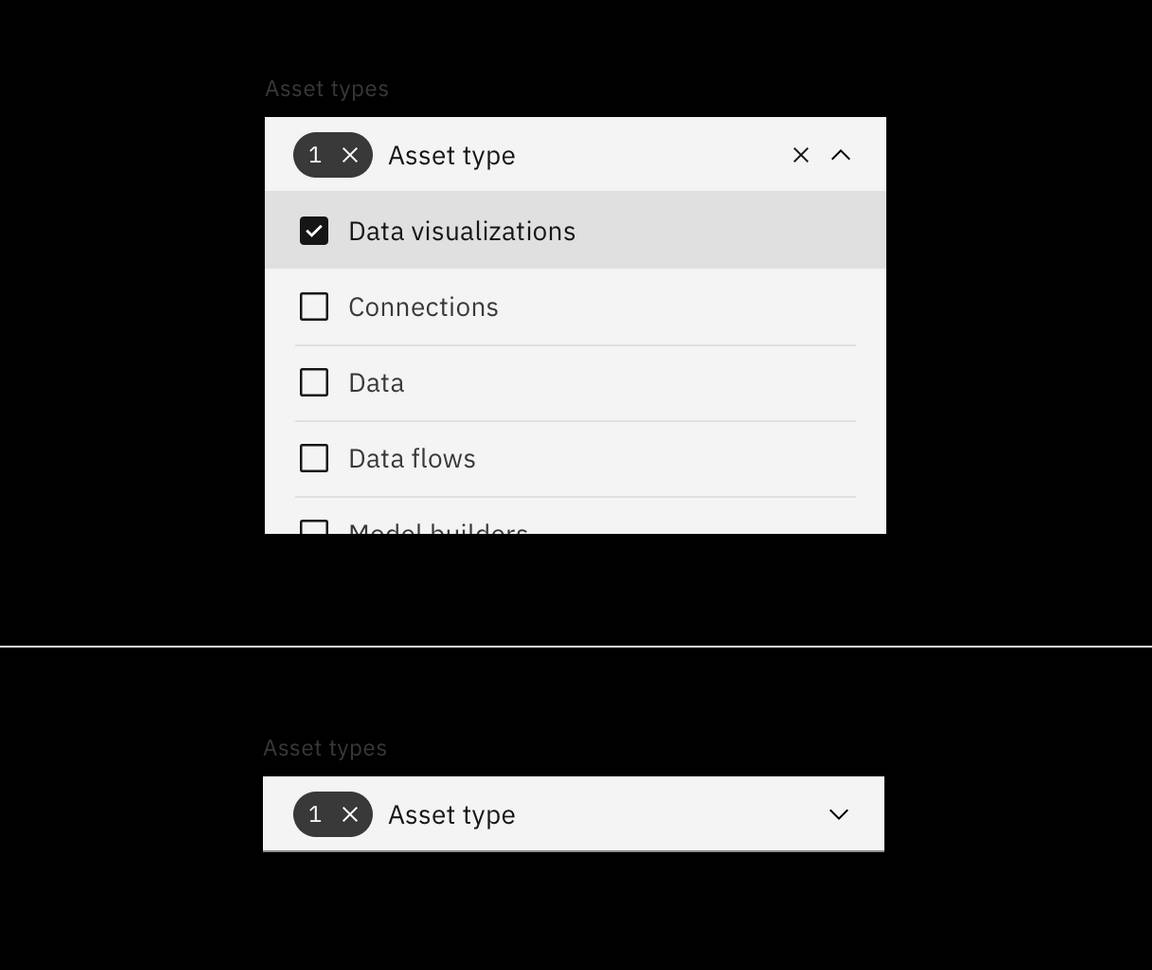 Asset types
1 Asset type
Data visualizations
Connections
Data
Data flows
Model builders
Asset types
1 Asset type